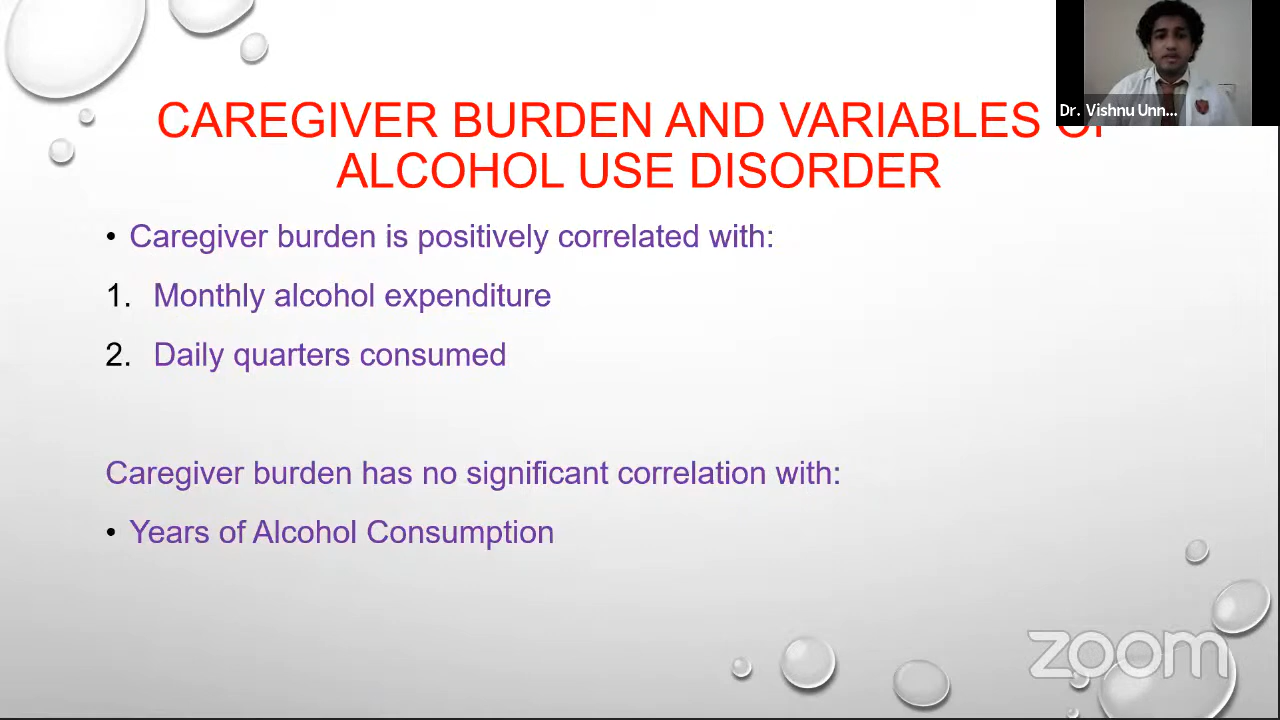 CAREGIVER BURDEN AND VARIABLES OF
ALCOHOL USE DISORDER
• Caregiver burden is positively correlated with:
1. Monthly alcohol expenditure
2. Daily quarters consumed
Caregiver burden has no significant correlation with:
• Years of Alcohol Consumption
Dr. Vishnu Unn...
zoom